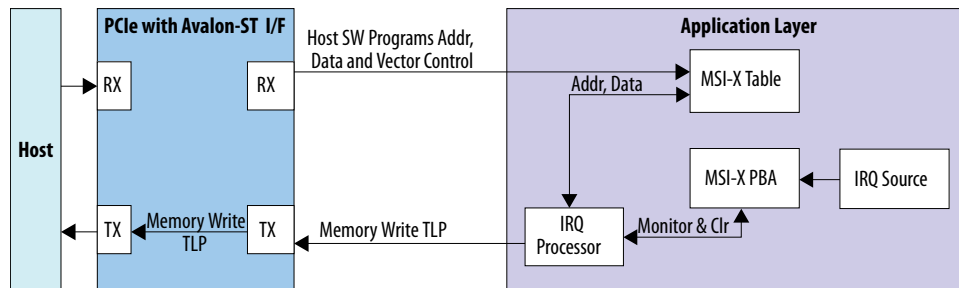 PCIe with Avalon-ST I/F
Application Layer
Host SW Programs Addr,
Data and Vector Control
RX
RX
MSI-X Table
Addr, Data
Host
MSI-X PBA
IRQ Source
TX
Memory Write
TLP
TX
Memory Write TLP
IRQ
Processor
Monitor & Clr